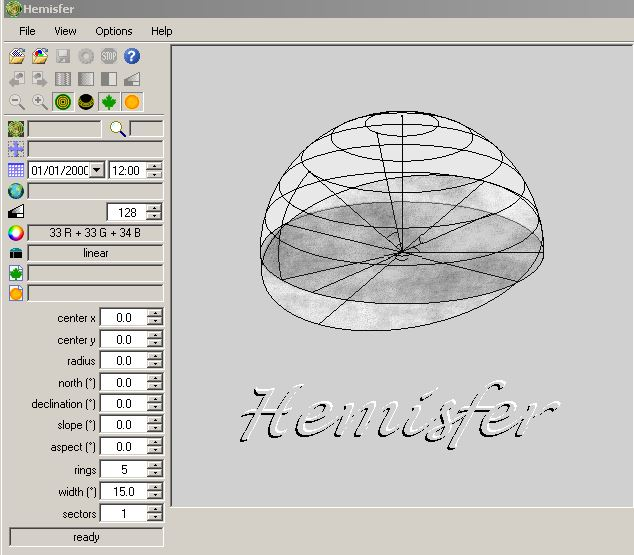 Hemisfer
File View Options Help
STOP ?
01/01/2000 12:00
128
33 R + 33 G + 34 B
linear
center x 0.0
center y 0.0
radius 0.0
north (°) 0.0
declination (°) 0.0
slope (°) 0.0
aspect (°) 0.0
rings 5
width (°) 15.0
sectors 1
ready
Hemisfer